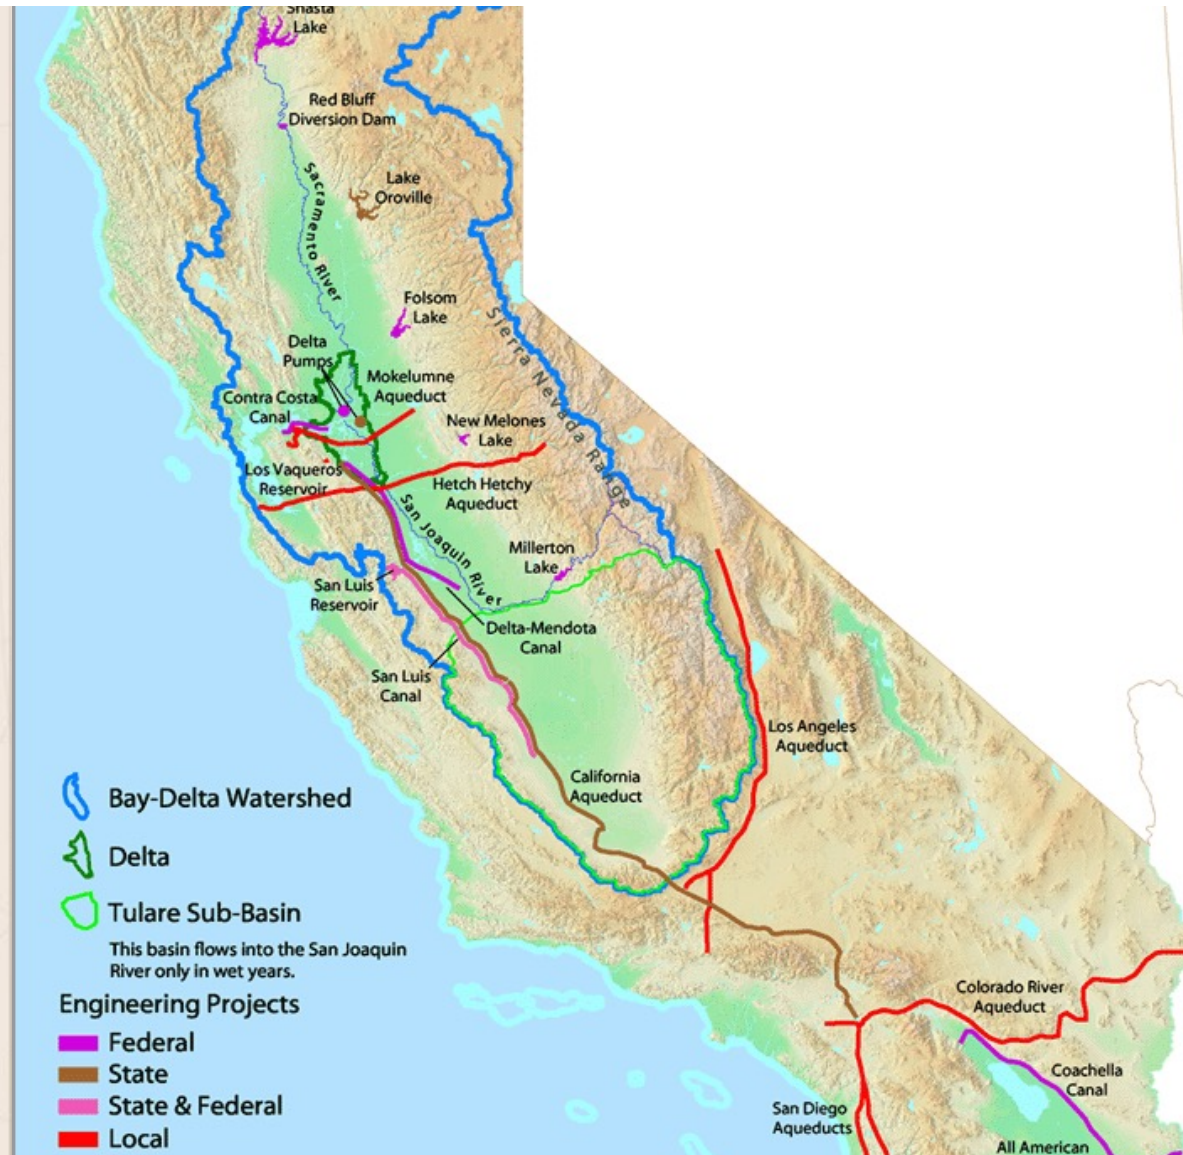 Shasta
Lake
Red Bluff
Diversion Dam
Lake
Oroville
Sacramento River
Folsom
Lake
Sierra Nevada Range
Delta
Pumps
Mokelumne
Aqueduct
Contra Costa
Canal
New Melones
Lake
Los Vaqueros
Reservoir
Hetch Hetchy
Aqueduct
San Joaquin River
Millerton
Lake
San Luis
Reservoir
Delta-Mendota
Canal
San Luis
Canal
Los Angeles
Aqueduct
California
Aqueduct
Bay-Delta Watershed
Delta
Tulare Sub-Basin
This basin flows into the San Joaquin
River only in wet years.
Engineering Projects
Federal
State
State & Federal
Local
Colorado River
Aqueduct
Coachella
Canal
San Diego
Aqueducts
All American